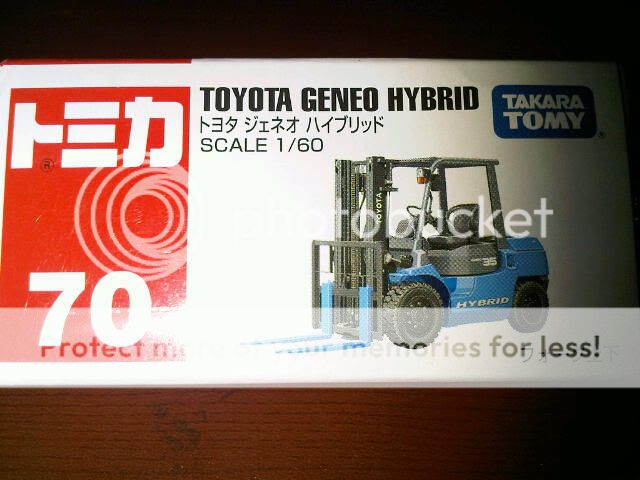 トミカ
®
70
TOYOTA GENEO HYBRID
トヨタ ジェネオ ハイブリッド
SCALE 1/60
TAKARA
TOMY
TOYOTA
35
HYBRID
photobucket
Protect more of your memories for less!